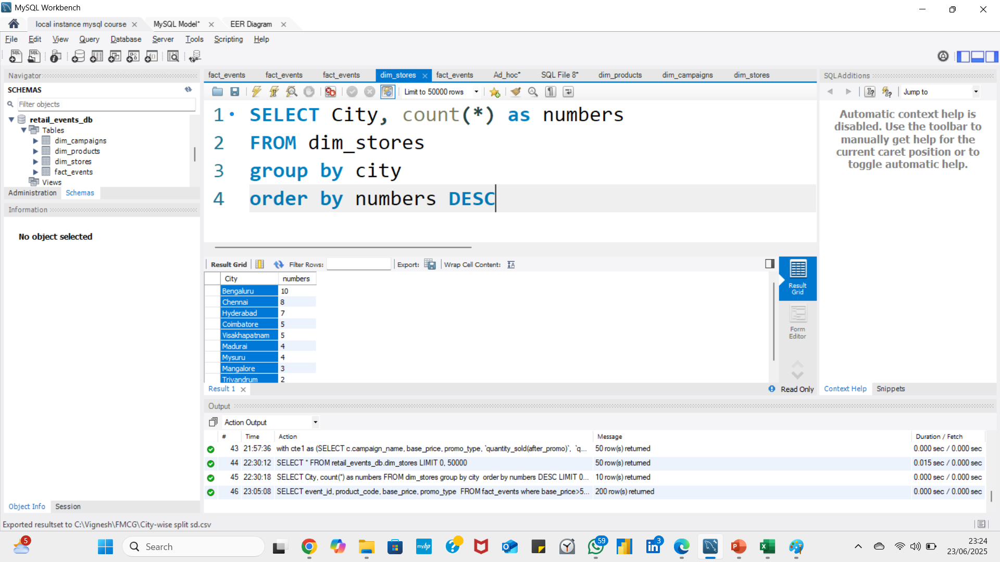 MySQL Workbench
local instance mysql course
MySQL Model*
EER Diagram
File Edit View Query Database Server Tools Scripting Help
Navigator
SCHEMAS
Filter objects
retail_events_db
Tables
dim_campaigns
dim_products
dim_stores
fact_events
Views
Administration Schemas
Information
No object selected
Object Info Session
fact_events fact_events fact_events dim_stores fact_events Ad_hoc* SQL File 8* dim_products dim_campaigns dim_stores
Limit to 50000 rows
1 SELECT City, count(*) as numbers
2 FROM dim_stores
3 group by city
4 order by numbers DESC
Result Grid Filter Rows: Export: Wrap Cell Content:
City numbers
Bengaluru 10
Chennai 8
Hyderabad 7
Coimbatore 5
Visakhapatnam 5
Madurai 4
Mysuru 4
Mangalore 3
Trivandrum 2
Result Grid
Form Editor
Result 1
Read Only
SQLAdditions
Jump to
Automatic context help is
disabled. Use the toolbar to
manually get help for the
current caret position or to
toggle automatic help.
Context Help Snippets
Output
Action Output
# Time Action Message Duration / Fetch
43 21:57:36 with cte1 as (SELECT c.campaign_name, base_price, promo_type, `quantity_sold(after_promo)`, `q... 50 row(s) returned 0.000 sec / 0.000 sec
44 22:30:12 SELECT * FROM retail_events_db.dim_stores LIMIT 0, 50000 50 row(s) returned 0.015 sec / 0.000 sec
45 22:30:18 SELECT City, count(*) as numbers FROM dim_stores group by city order by numbers DESC LIMIT 0... 10 row(s) returned 0.000 sec / 0.000 sec
46 23:05:08 SELECT event_id, product_code, base_price, promo_type FROM fact_events where base_price>5... 200 row(s) returned 0.000 sec / 0.000 sec
Exported resultset to C:\Vignesh\FMCG\City-wise split sd.csv
5
Search
myhp
59
3
23:24
23/06/2025